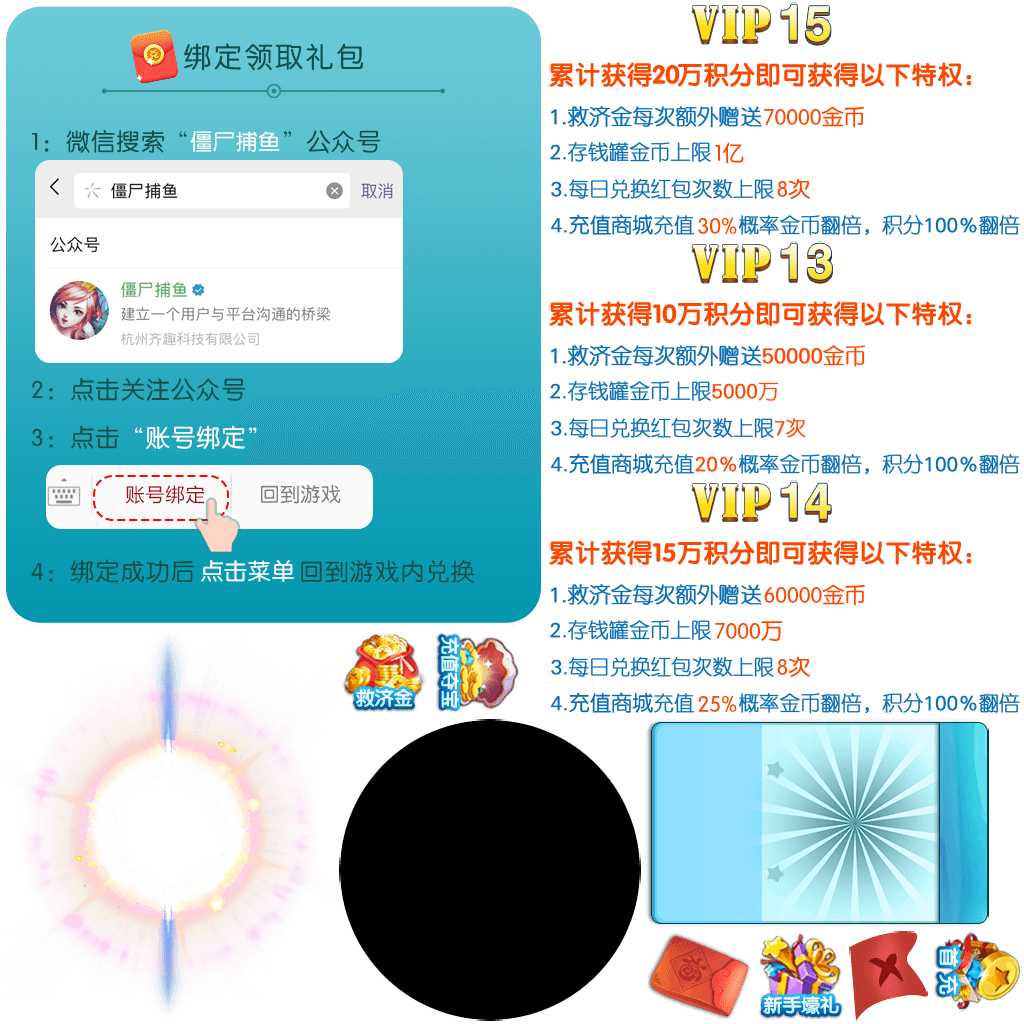 绑定领取礼包
1：微信搜索“僵尸捕鱼”公众号
僵尸捕鱼 取消
公众号
僵尸捕鱼
建立一个用户与平台沟通的桥梁
杭州齐趣科技有限公司
2：点击关注公众号
3：点击“账号绑定”
账号绑定 回到游戏
4：绑定成功后点击菜单回到游戏内兑换
VIP 15
累计获得20万积分即可获得以下特权：
1.救济金每次额外赠送70000金币
2.存钱罐金币上限1亿
3.每日兑换红包次数上限8次
4.充值商城充值30%概率金币翻倍，积分100%翻倍
VIP 13
累计获得10万积分即可获得以下特权：
1.救济金每次额外赠送50000金币
2.存钱罐金币上限5000万
3.每日兑换红包次数上限7次
4.充值商城充值20%概率金币翻倍，积分100%翻倍
VIP 14
累计获得15万积分即可获得以下特权：
1.救济金每次额外赠送60000金币
2.存钱罐金币上限7000万
3.每日兑换红包次数上限8次
4.充值商城充值25%概率金币翻倍，积分100%翻倍
救济金
充值夺宝
新手壕礼
首充